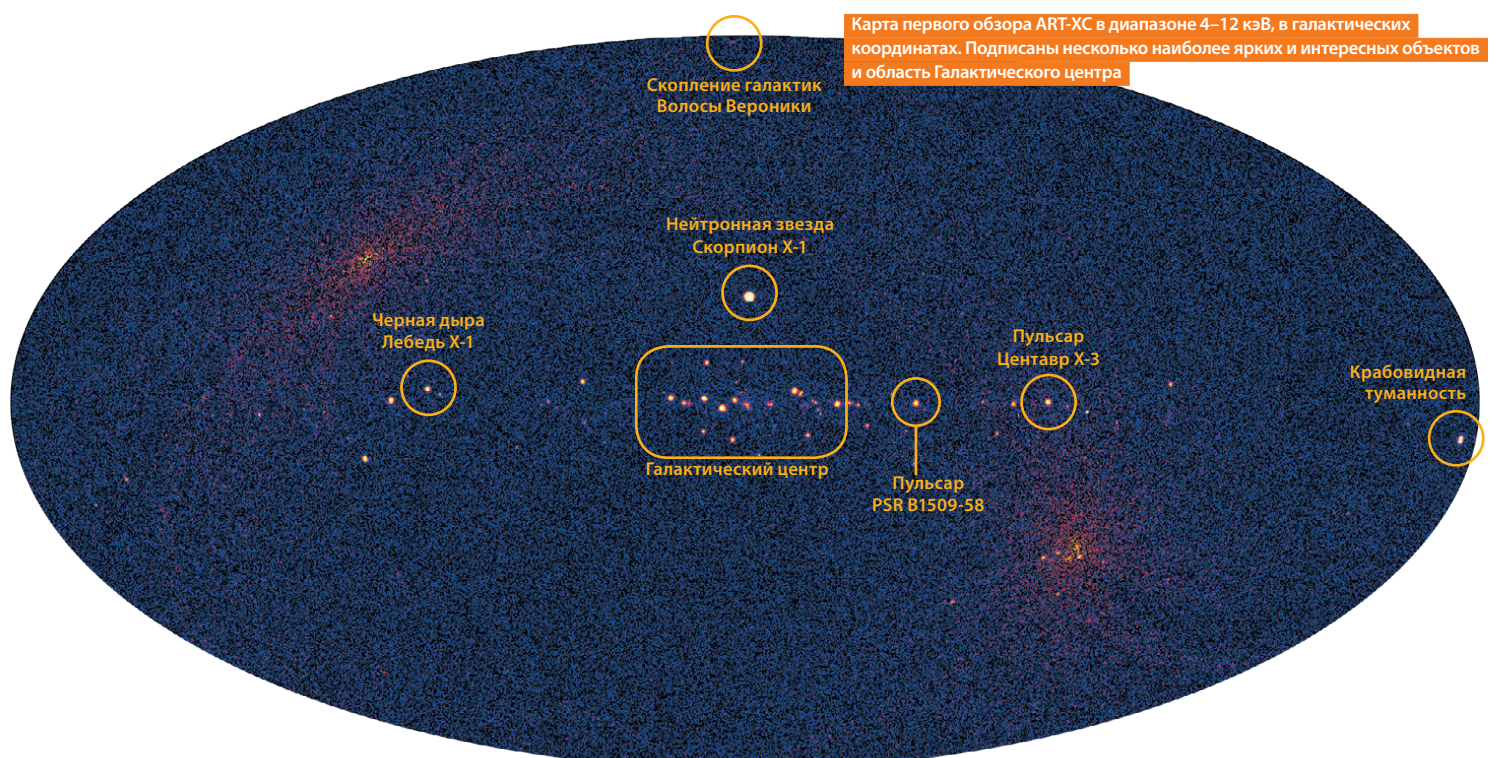 Карта первого обзора ART-XC в диапазоне 4–12 кэВ, в галактических
координатах. Подписаны несколько наиболее ярких и интересных объектов
и область Галактического центра
Скопление галактик
Волосы Вероники
Нейтронная звезда
Скорпион X-1
Черная дыра
Лебедь X-1
Пульсар
Центавр X-3
Крабовидная
туманность
Галактический центр
Пульсар
PSR B1509-58